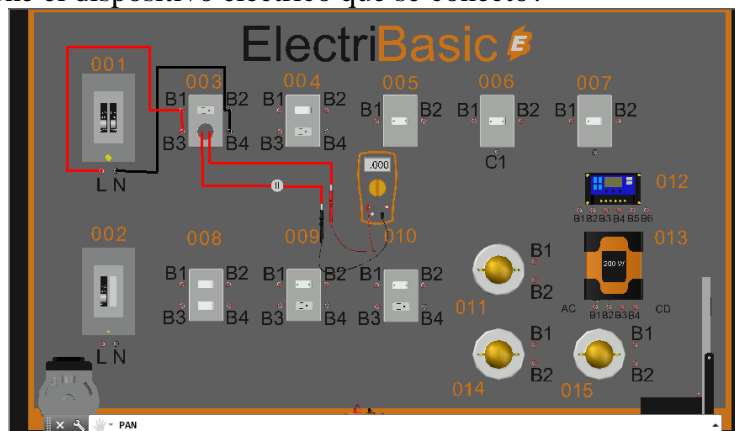 ne el dispositivo eléctrico que se conectó?
ElectriBasic E
001 003 004 005 006 007
B1 B2 B1 B2 B1 B2 B1 B2 B1 B2
B3 B4 B3 B4 C1
.000
L N
012
B1 B2 B3 B4 B5 B6
002 008 009 010 013
200 W
B1 B2 B1 B2 B1 B2
011 B1
B2
AC CD
B1 B2 B3 B4
B3 B4 B3 B4 B3 B4
L N
014 B1
B2
015 B1
B2
PAN